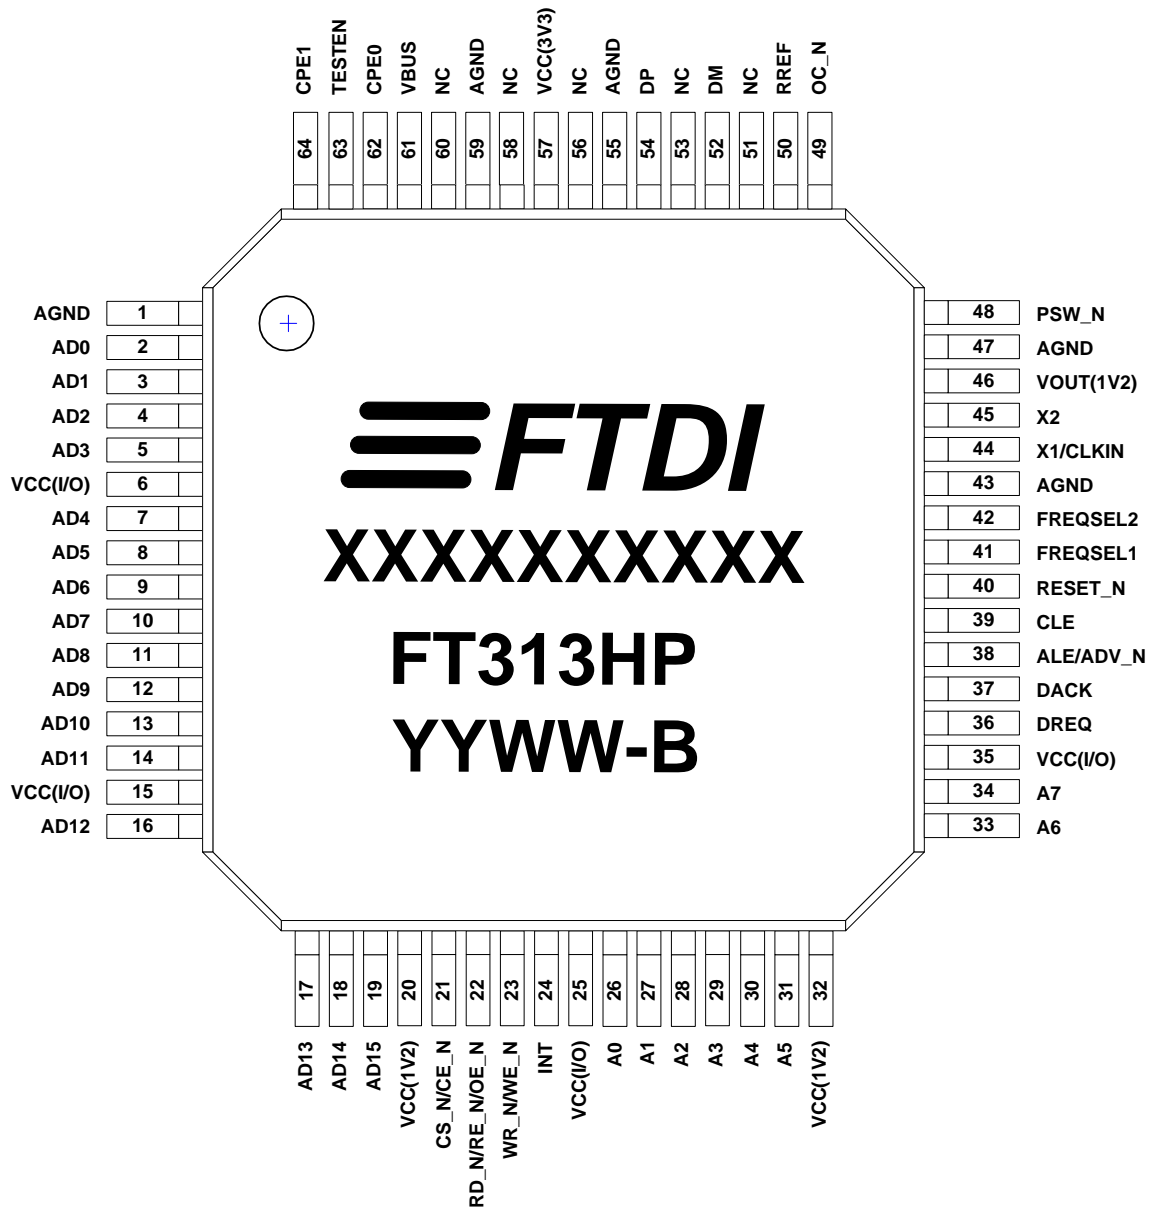 CPE1 TESTEN CPE0 VBUS NC AGND NC VCC(3V3) NC AGND DP NC DM NC RREF OC_N
64 63 62 61 60 59 58 57 56 55 54 53 52 51 50 49
AGND 1
AD0 2
AD1 3
AD2 4
AD3 5
VCC(I/O) 6
AD4 7
AD5 8
AD6 9
AD7 10
AD8 11
AD9 12
AD10 13
AD11 14
VCC(I/O) 15
AD12 16
FTDI
XXXXXXXXXX
FT313HP
YYWW-B
48 PSW_N
47 AGND
46 VOUT(1V2)
45 X2
44 X1/CLKIN
43 AGND
42 FREQSEL2
41 FREQSEL1
40 RESET_N
39 CLE
38 ALE/ADV_N
37 DACK
36 DREQ
35 VCC(I/O)
34 A7
33 A6
17 18 19 20 21 22 23 24 25 26 27 28 29 30 31 32
AD13 AD14 AD15 VCC(1V2) CS_N/CE_N RD_N/RE_N/OE_N WR_N/WE_N INT VCC(I/O) A0 A1 A2 A3 A4 A5 VCC(1V2)